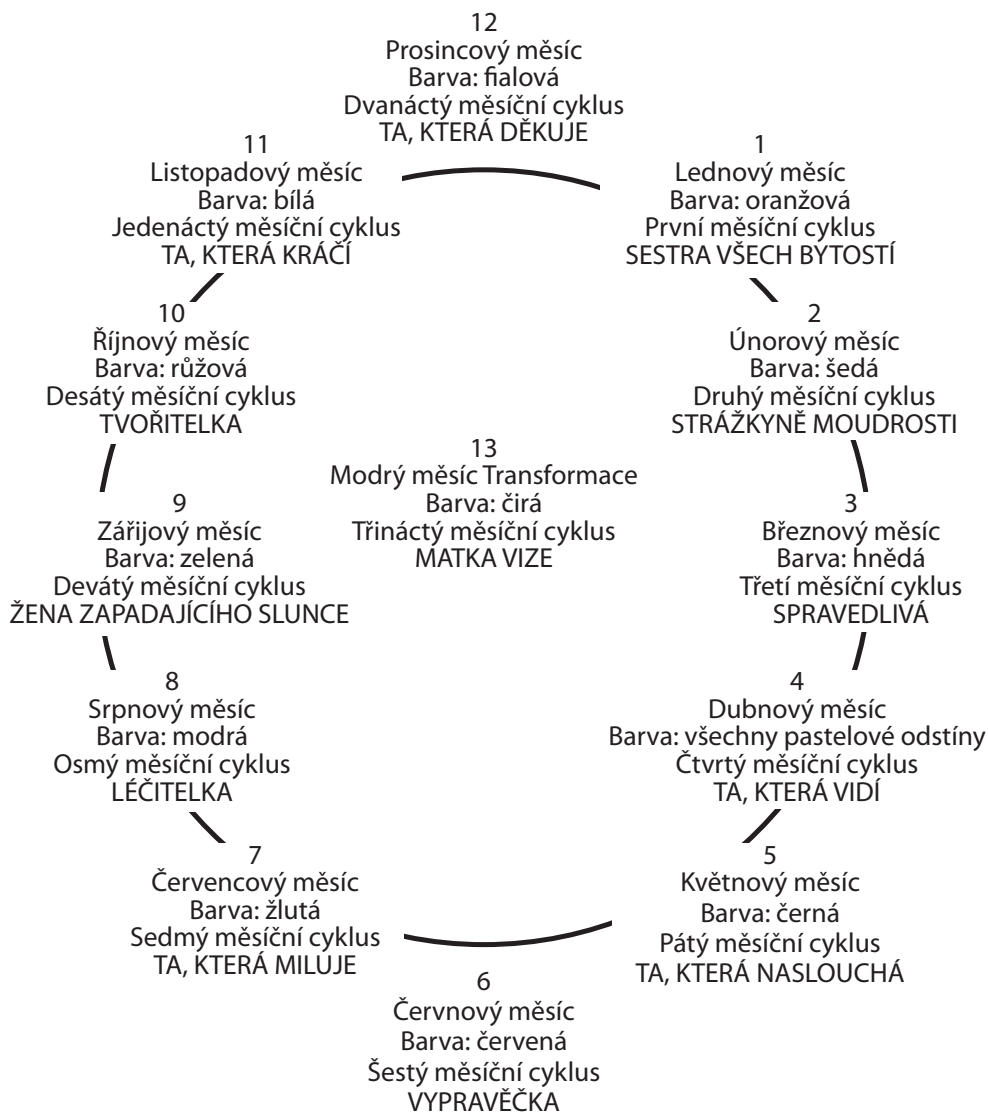 12
Prosincový měsíc
Barva: fialová
Dvanáctý měsíční cyklus
TA, KTERÁ DĚKUJE
1
Lednový měsíc
Barva: oranžová
První měsíční cyklus
SESTRA VŠECH BYTOSTÍ
2
Únorový měsíc
Barva: šedá
Druhý měsíční cyklus
STRÁŽKYNĚ MOUDROSTI
3
Březnový měsíc
Barva: hnědá
Třetí měsíční cyklus
SPRAVEDLIVÁ
4
Dubnový měsíc
Barva: všechny pastelové odstíny
Čtvrtý měsíční cyklus
TA, KTERÁ VIDÍ
5
Květnový měsíc
Barva: černá
Pátý měsíční cyklus
TA, KTERÁ NASLOUCHÁ
6
Červnový měsíc
Barva: červená
Šestý měsíční cyklus
VYPRAVĚČKA
7
Červencový měsíc
Barva: žlutá
Sedmý měsíční cyklus
TA, KTERÁ MILUJE
8
Srpnový měsíc
Barva: modrá
Osmý měsíční cyklus
LÉČITELKA
9
Zářijový měsíc
Barva: zelená
Devátý měsíční cyklus
ŽENA ZAPADAJÍCÍHO SLUNCE
10
Říjnový měsíc
Barva: růžová
Desátý měsíční cyklus
TVOŘITELKA
11
Listopadový měsíc
Barva: bílá
Jedenáctý měsíční cyklus
TA, KTERÁ KRÁČÍ
13
Modrý měsíc Transformace
Barva: čirá
Třináctý měsíční cyklus
MATKA VIZE